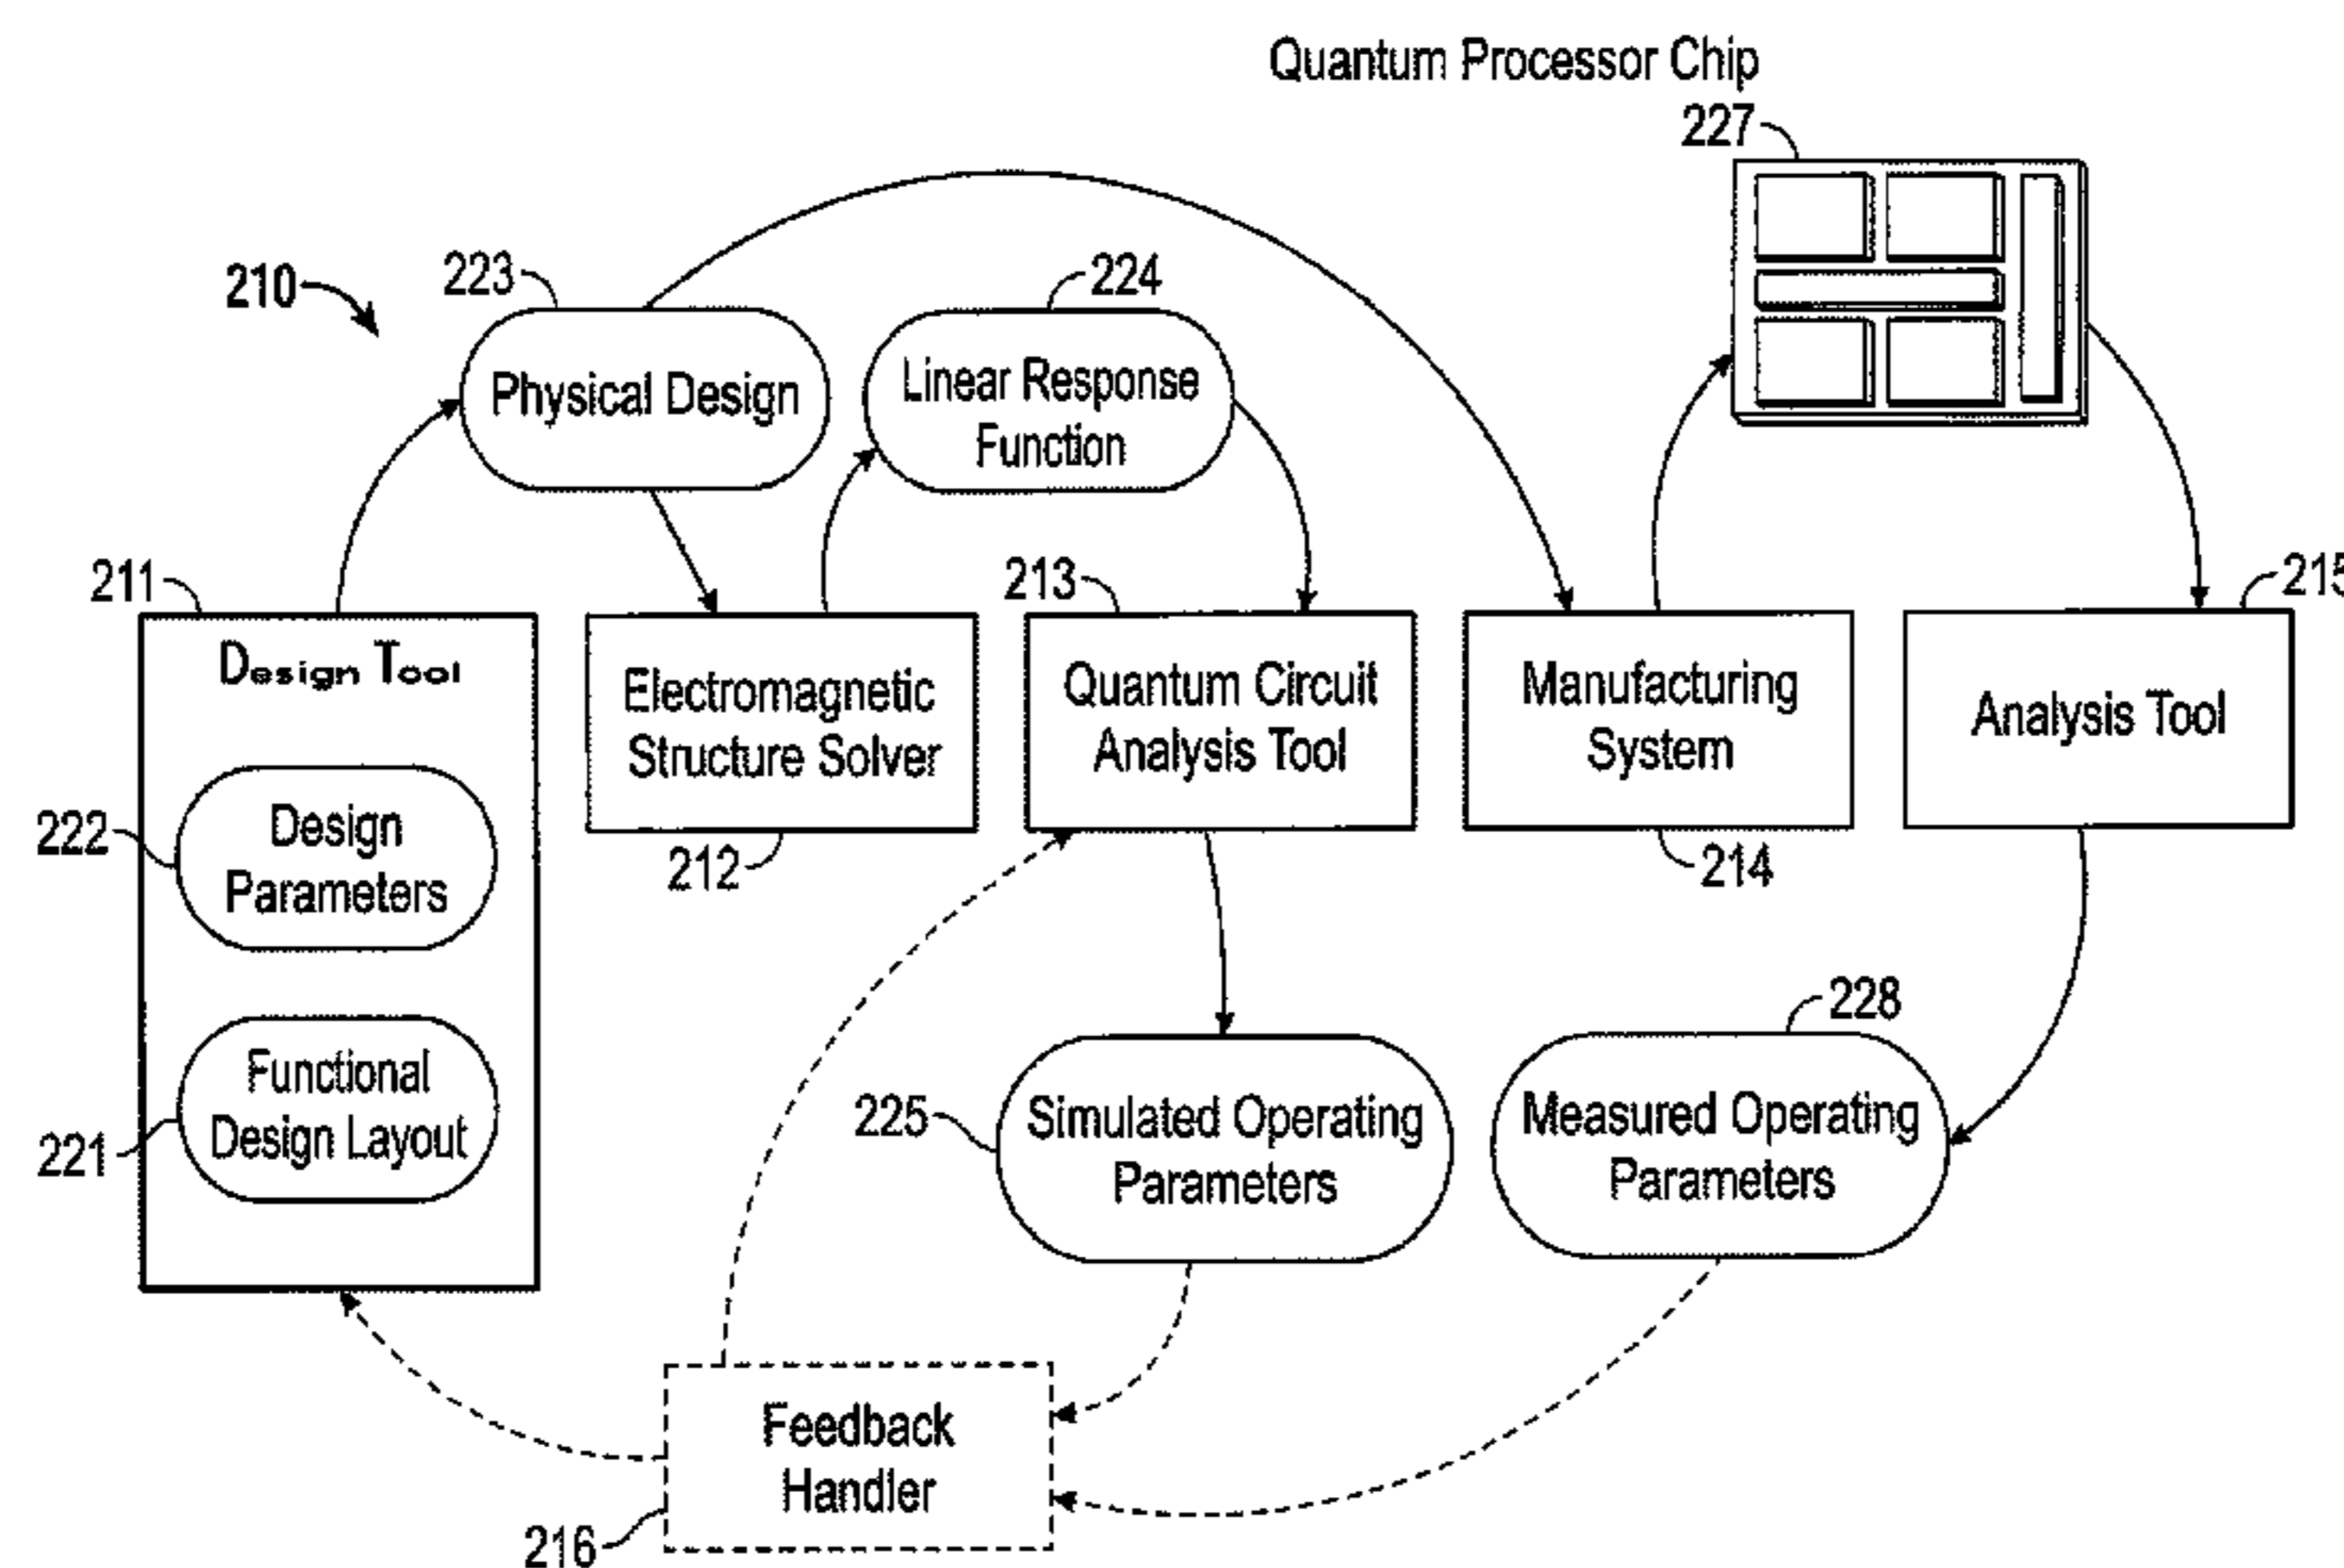 Quantum Processor Chip
227
210
223
224
Physical Design
Linear Response
Function
211
213
215
Design Tool
Electromagnetic
Structure Solver
Quantum Circuit
Analysis Tool
Manufacturing
System
Analysis Tool
212
214
222
Design
Parameters
228
221
Functional
Design Layout
225
Simulated Operating
Parameters
Measured Operating
Parameters
Feedback
Handler
216